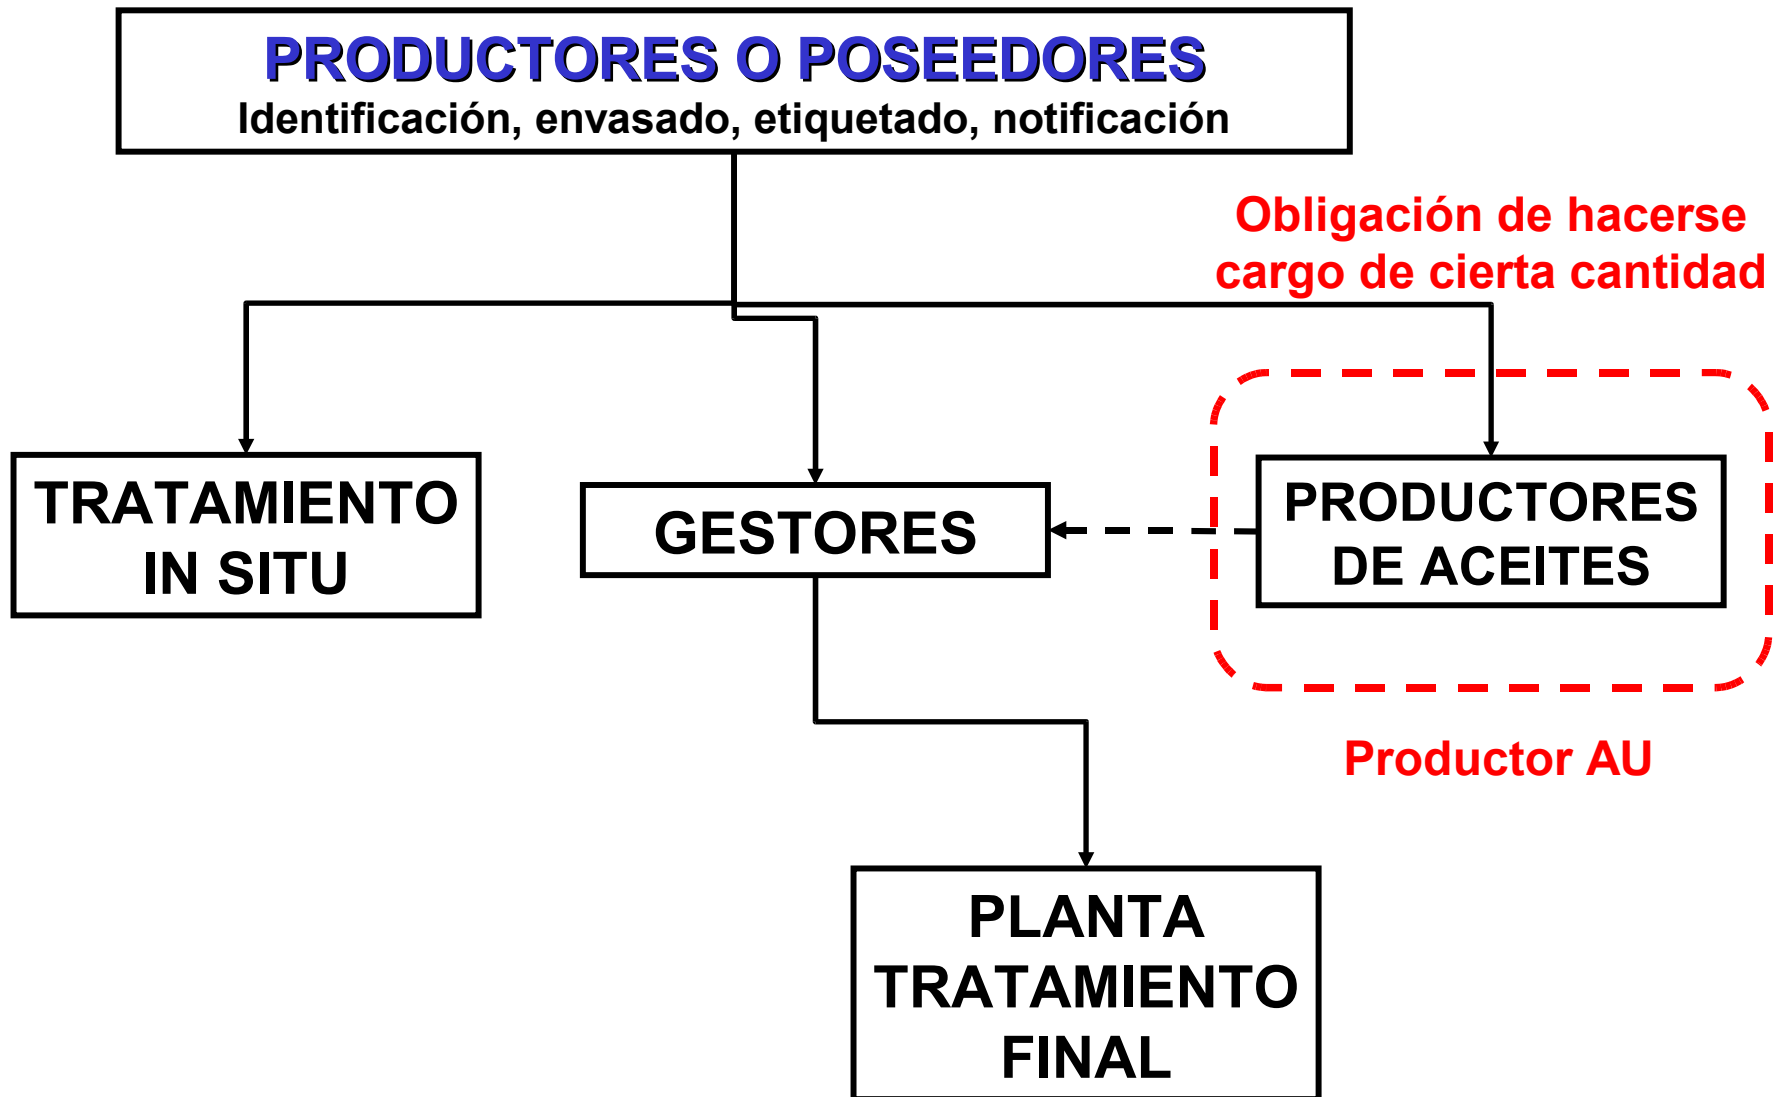 PRODUCTORES O POSEEDORES
Identificación, envasado, etiquetado, notificación
Obligación de hacerse
cargo de cierta cantidad
TRATAMIENTO
IN SITU
GESTORES
PRODUCTORES
DE ACEITES
Productor AU
PLANTA
TRATAMIENTO
FINAL